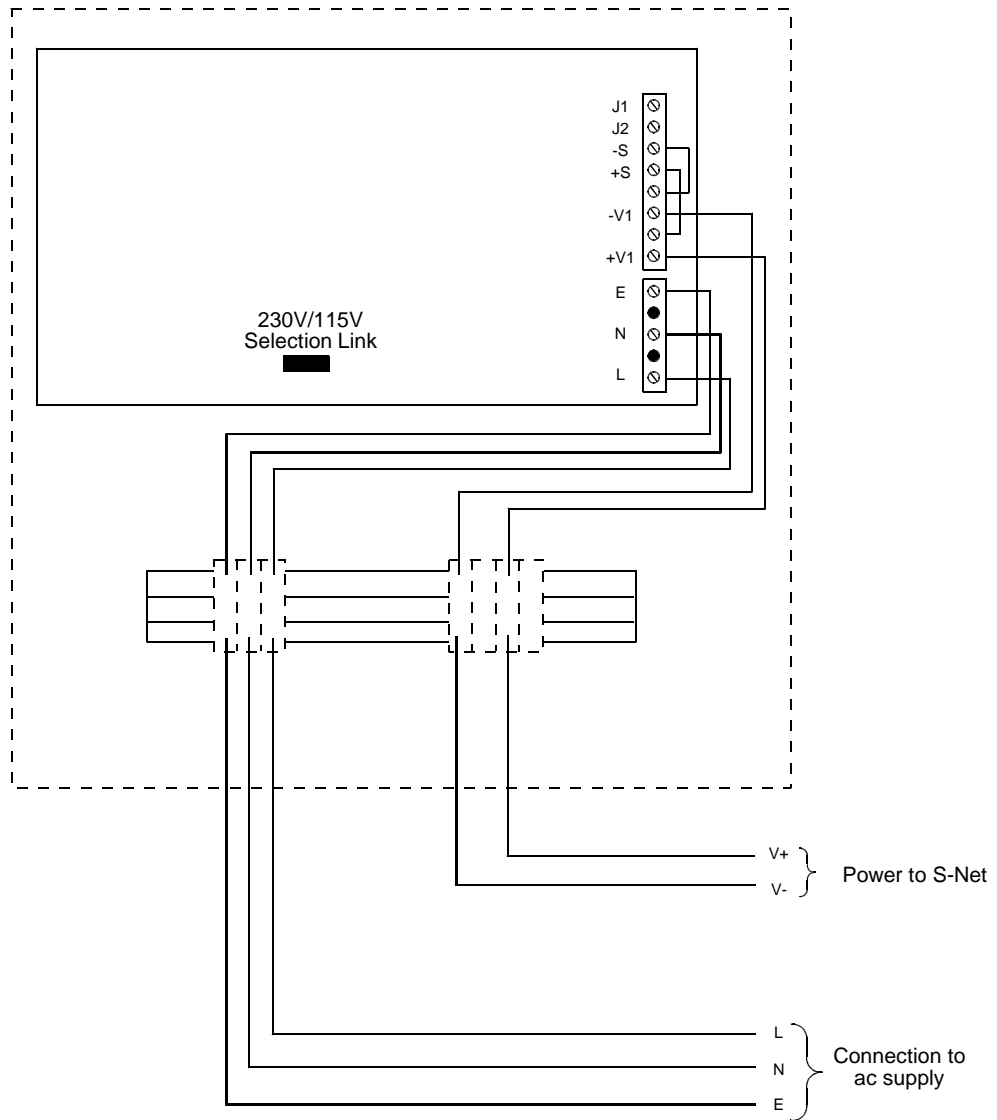 J1
J2
-S
+S
-V1
+V1
E
N
L
230V/115V
Selection Link
V+
V-
Power to S-Net
L
N
E
Connection to
ac supply